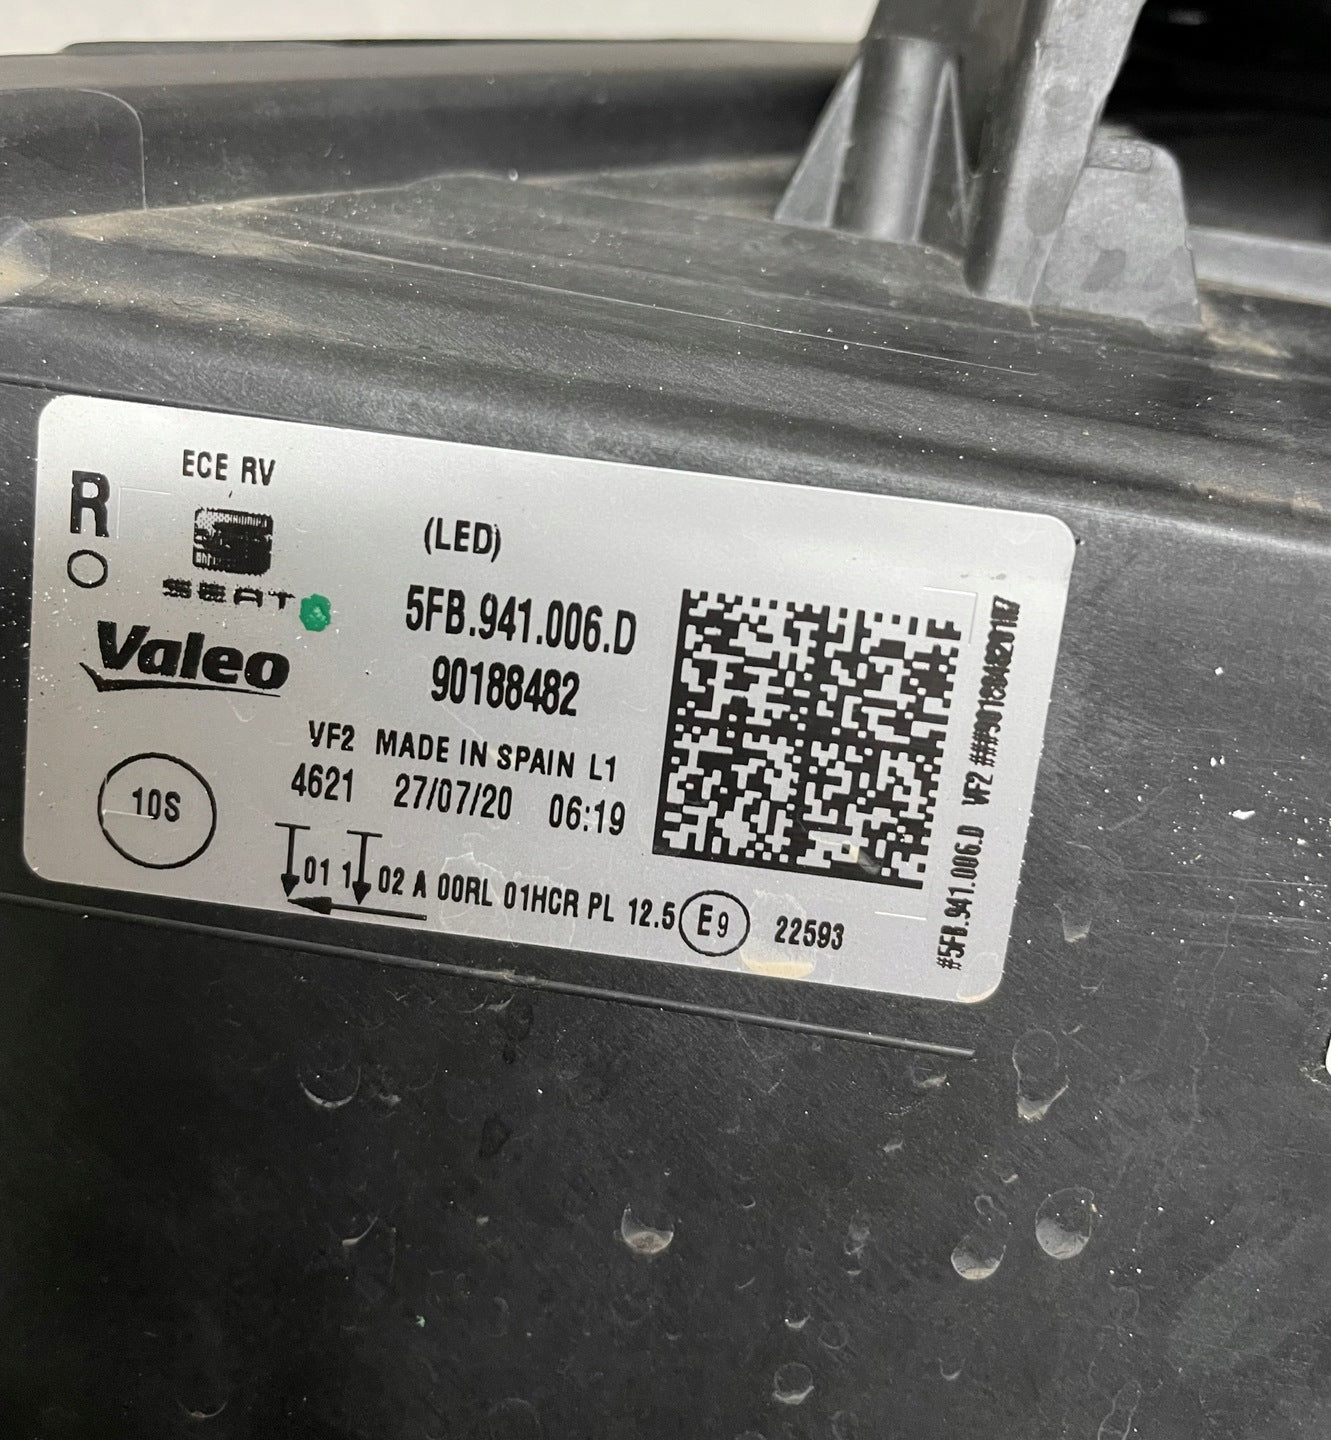 ECE RV
R
SEAT
Valeo
(LED)
5FB.941.006.D
90188482
VF2 MADE IN SPAIN L1
4621 27/07/20 06:19
10S
01 1 02 A 00RL 01HCR PL 12.5 E9 22593
#5FB.941.006.D VF2